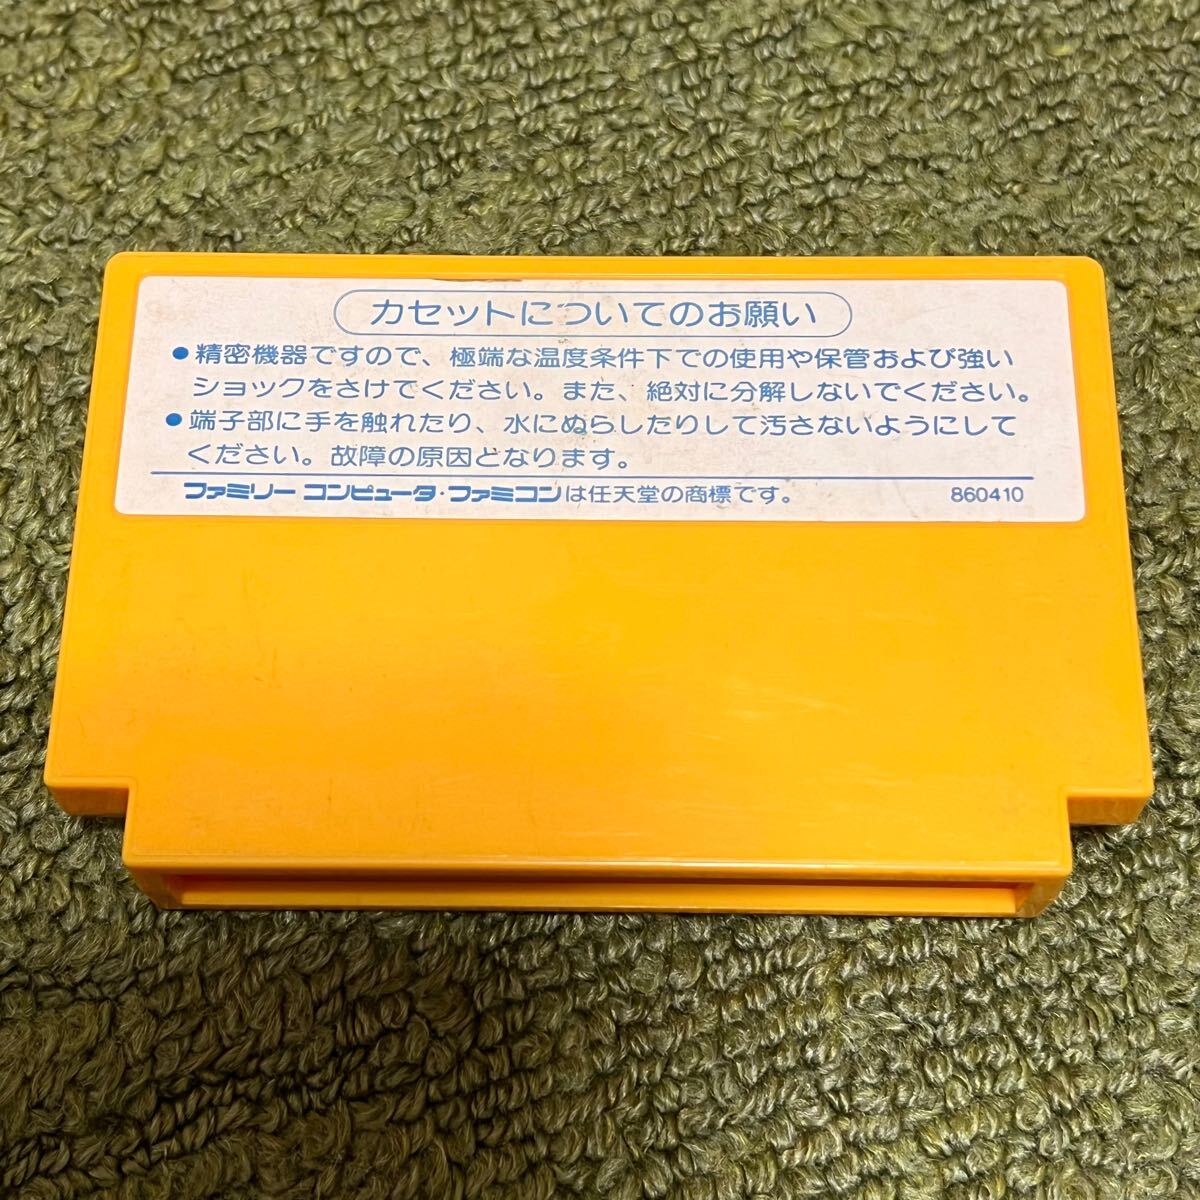 カセットについてのお願い
●精密機器ですので、極端な温度条件下での使用や保管および強い
ショックをさけてください。また、絶対に分解しないでください。
●端子部に手を触れたり、水にぬらしたりして汚さないようにして
ください。故障の原因となります。
ファミリーコンピュータ・ファミコンは任天堂の商標です。 860410